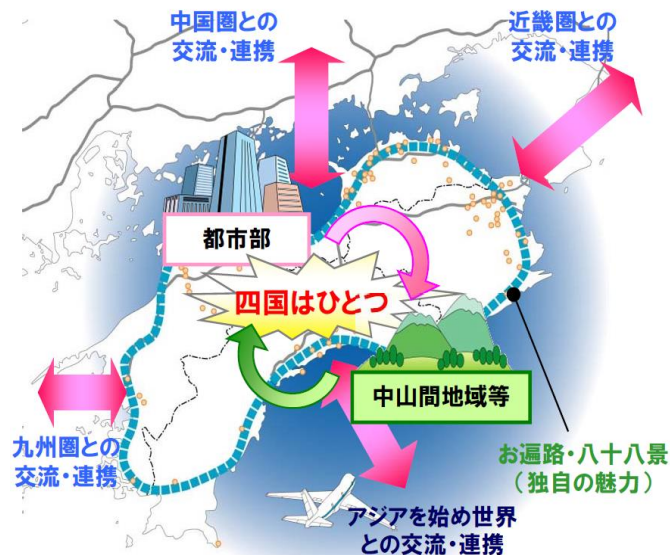 中国圏との
交流・連携
近畿圏との
交流・連携
都市部
四国はひとつ
中山間地域等
九州圏との
交流・連携
お遍路・八十八景
（独自の魅力）
アジアを始め世界
との交流・連携